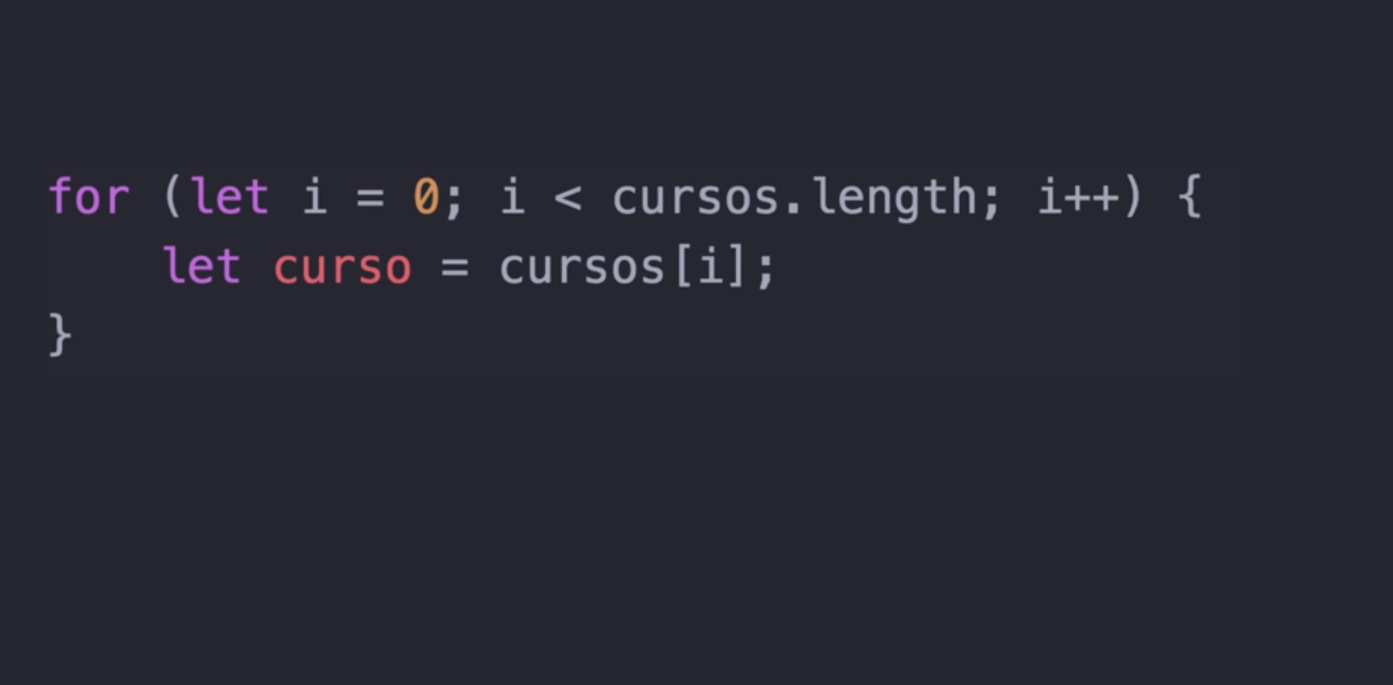 for (let i = 0; i < cursos.length; i++) {
    let curso = cursos[i];
}